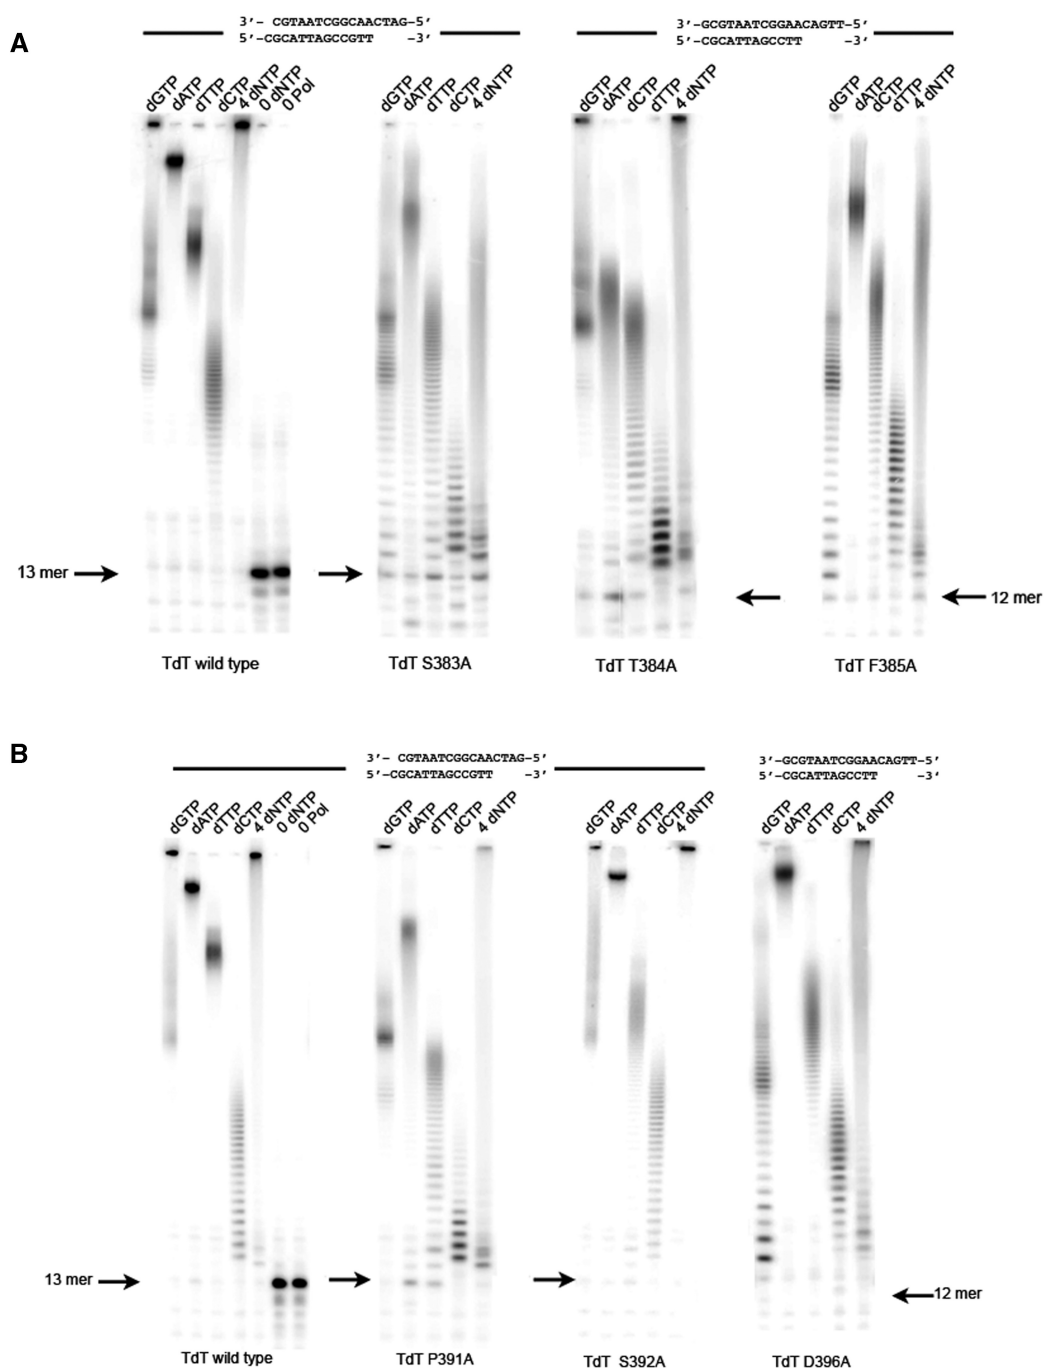 A
3'- CGTAATCGGCAACTAG-5'
5'-CGCATTAGCCGTT -3'
3'-GCGTAATCGGAACAGTT-5'
5'-CGCATTAGCCTT -3'
dGTP dATP dTTP dCTP 4 dNTP 0 dNTP 0 Pol
dGTP dATP dTTP dCTP 4 dNTP
dGTP dATP dCTP dTTP 4 dNTP
dGTP dATP dCTP dTTP 4 dNTP
13 mer
12 mer
TdT wild type
TdT S383A
TdT T384A
TdT F385A
B
3'- CGTAATCGGCAACTAG-5'
5'-CGCATTAGCCGTT -3'
3'-GCGTAATCGGAACAGTT-5'
5'-CGCATTAGCCTT -3'
dGTP dATP dTTP dCTP 4 dNTP 0 dNTP 0 Pol
dGTP dATP dTTP dCTP 4 dNTP
dGTP dATP dTTP dCTP 4 dNTP
dGTP dATP dTTP dCTP 4 dNTP
13 mer
12 mer
TdT wild type
TdT P391A
TdT S392A
TdT D396A